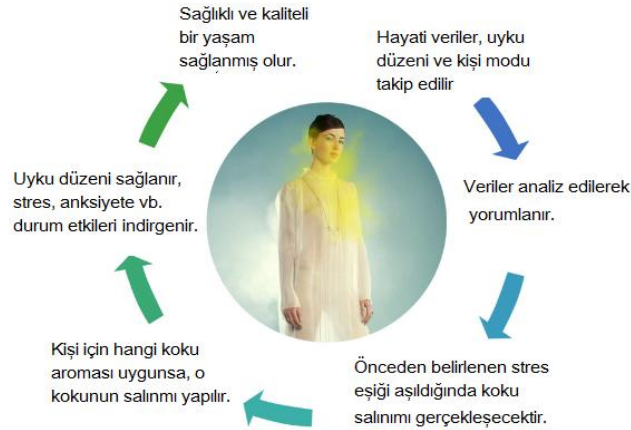 Sağlıklı ve kaliteli
bir yaşam
sağlanmış olur.
Hayati veriler, uyku
düzeni ve kişi modu
takip edilir
Veriler analiz edilerek
yorumlanır.
Önceden belirlenen stres
eşiği aşıldığında koku
salınımı gerçekleşecektir.
Kişi için hangi koku
aroması uygunsa, o
kokunun salınmı yapılır.
Uyku düzeni sağlanır,
stres, anksiyete vb.
durum etkileri indirgenir.